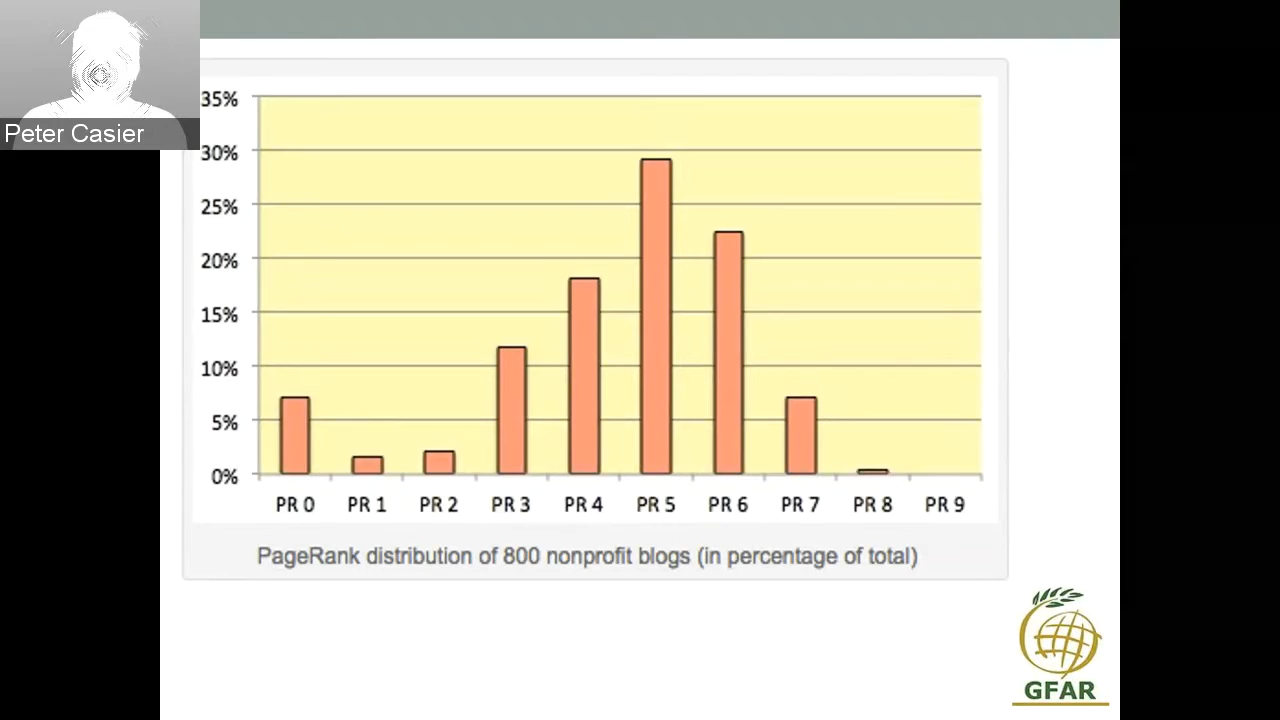 Peter Casier
35%
30%
25%
20%
15%
10%
5%
0%
PR 0 PR 1 PR 2 PR 3 PR 4 PR 5 PR 6 PR 7 PR 8 PR 9
PageRank distribution of 800 nonprofit blogs (in percentage of total)
GFAR